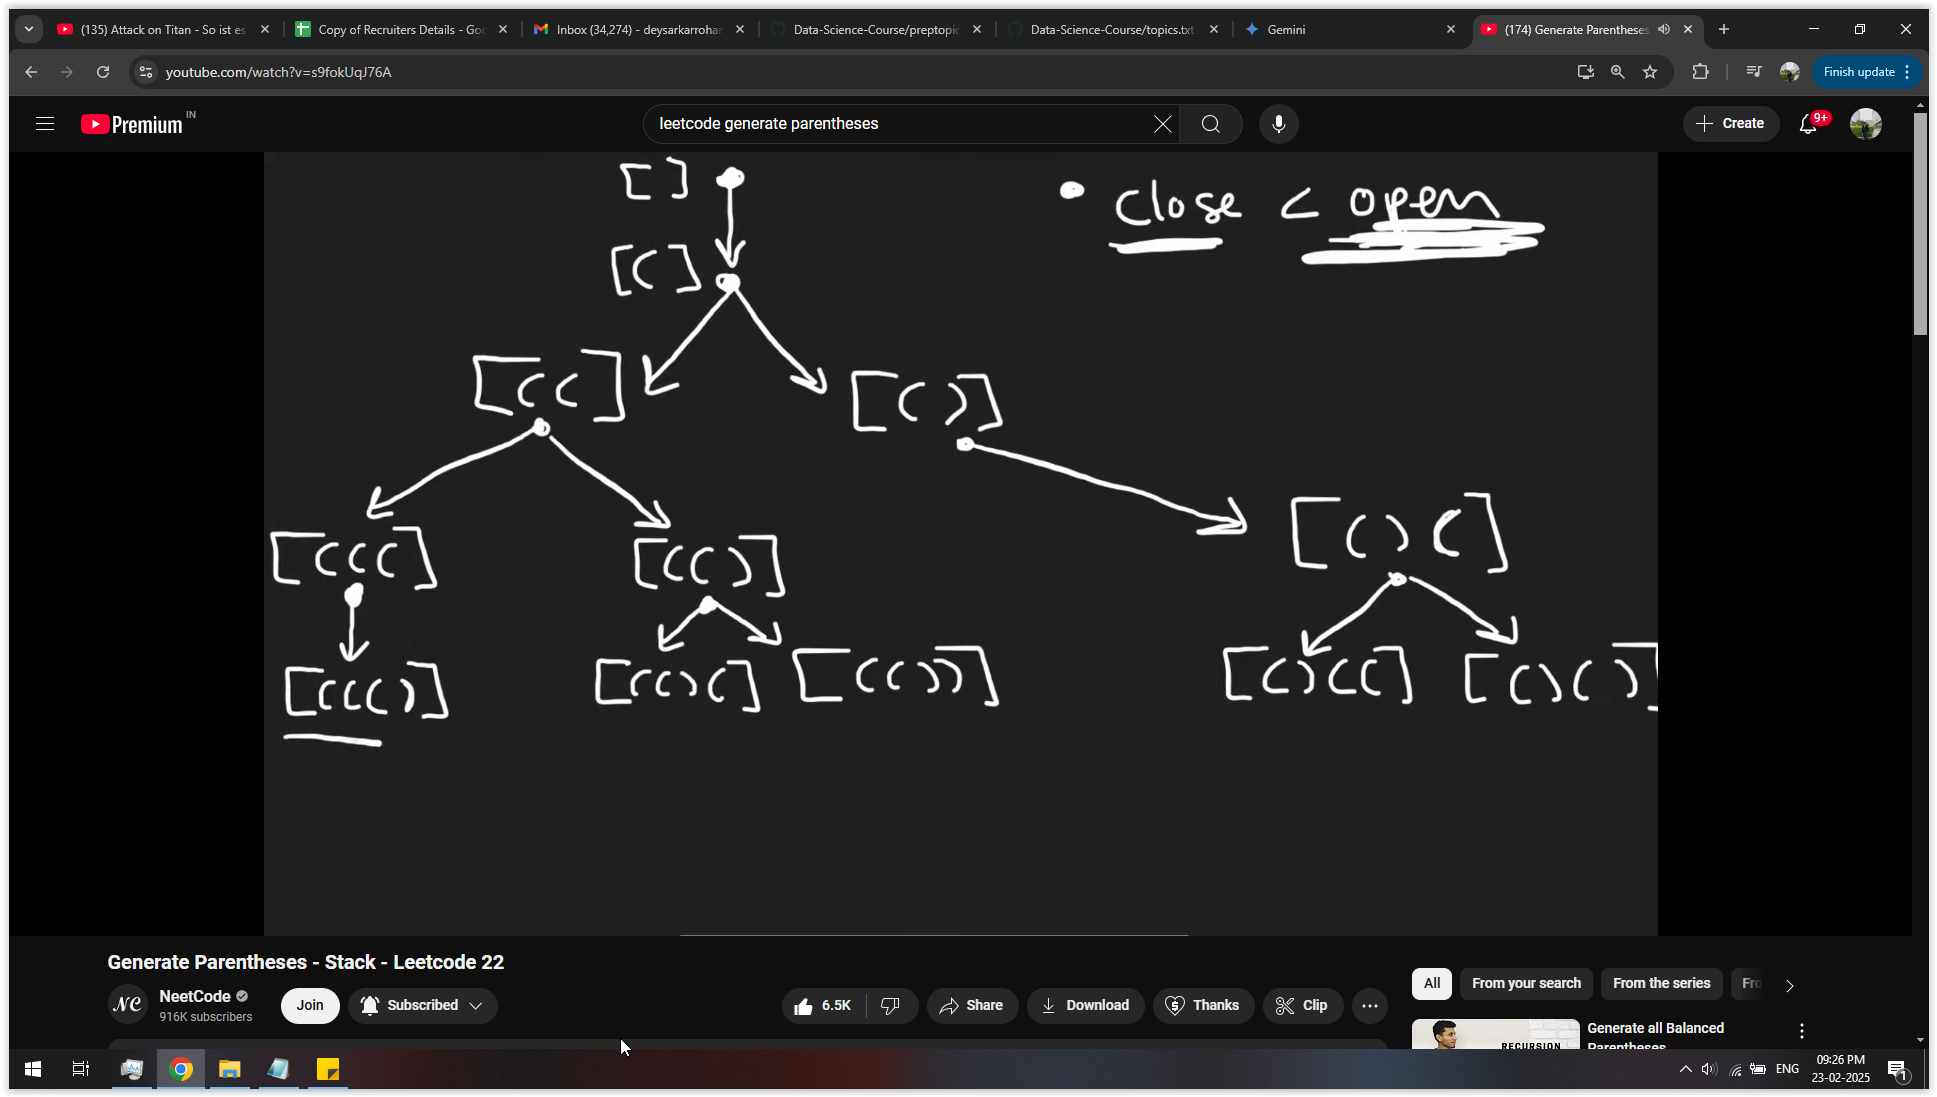 (135) Attack on Titan - So ist es
Copy of Recruiters Details - Goo
Inbox (34,274) - deysarkarrohan
Data-Science-Course/preptopic
Data-Science-Course/topics.txt
Gemini
(174) Generate Parentheses
youtube.com/watch?v=s9fokUqJ76A
Finish update
Premium IN
leetcode generate parentheses
Create
9+
[ ]
• close < open
[(]
[((]
[()]
[(((]
[(()]
[()(]
[((()]
[(()(]
[(())]
[()((]
[()()]
Generate Parentheses - Stack - Leetcode 22
NC
NeetCode
916K subscribers
Join
Subscribed
6.5K
Share
Download
Thanks
Clip
All
From your search
From the series
Fro
RECURSION
Generate all Balanced
Parentheses
ENG
09:26 PM
23-02-2025
1